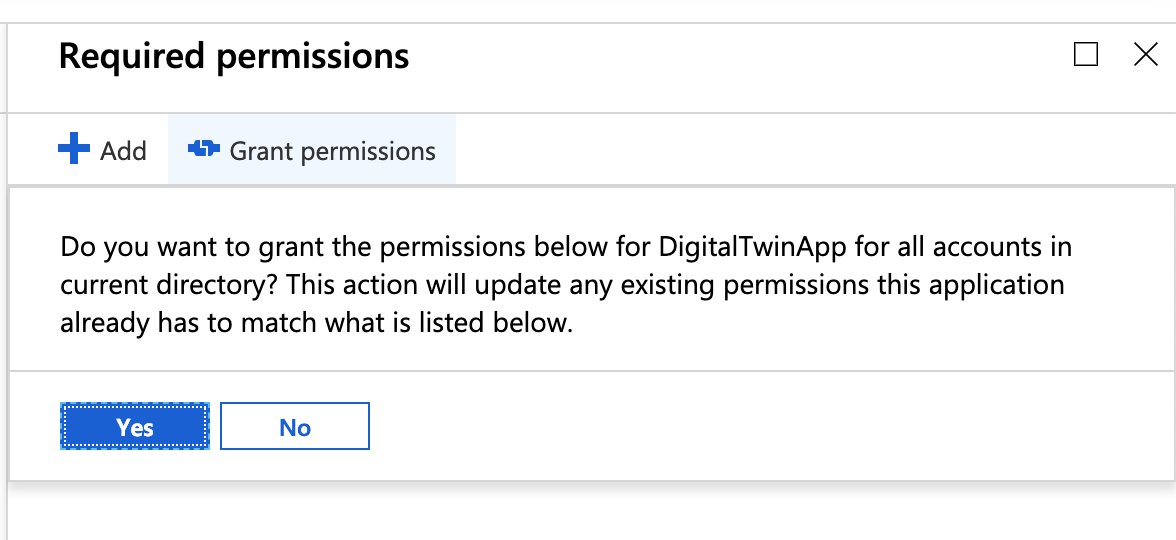 Required permissions
Add
Grant permissions
Do you want to grant the permissions below for DigitalTwinApp for all accounts in
current directory? This action will update any existing permissions this application
already has to match what is listed below.
Yes
No